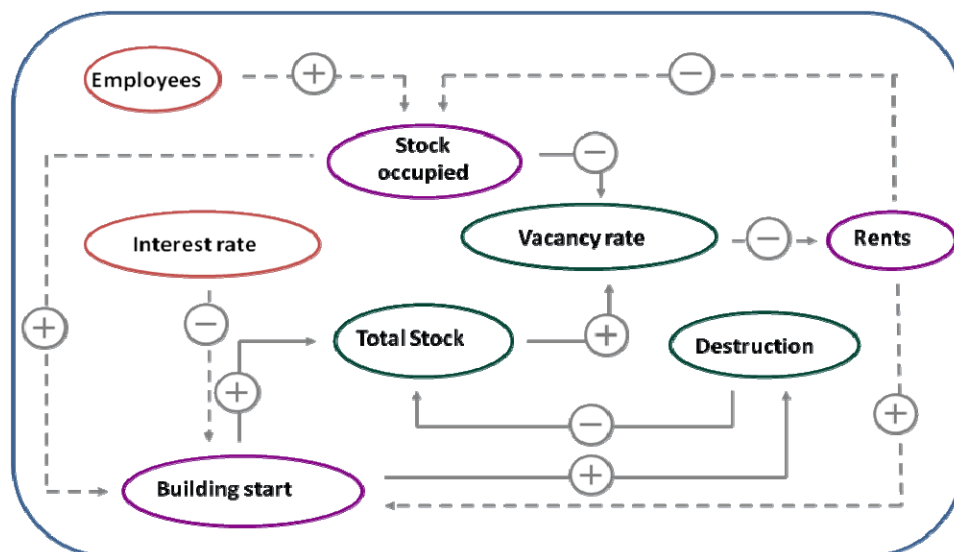 Employees
+
−
Stock
occupied
−
Interest rate
Vacancy rate
−
Rents
+
−
+
Total Stock
+
Destruction
+
−
+
Building start